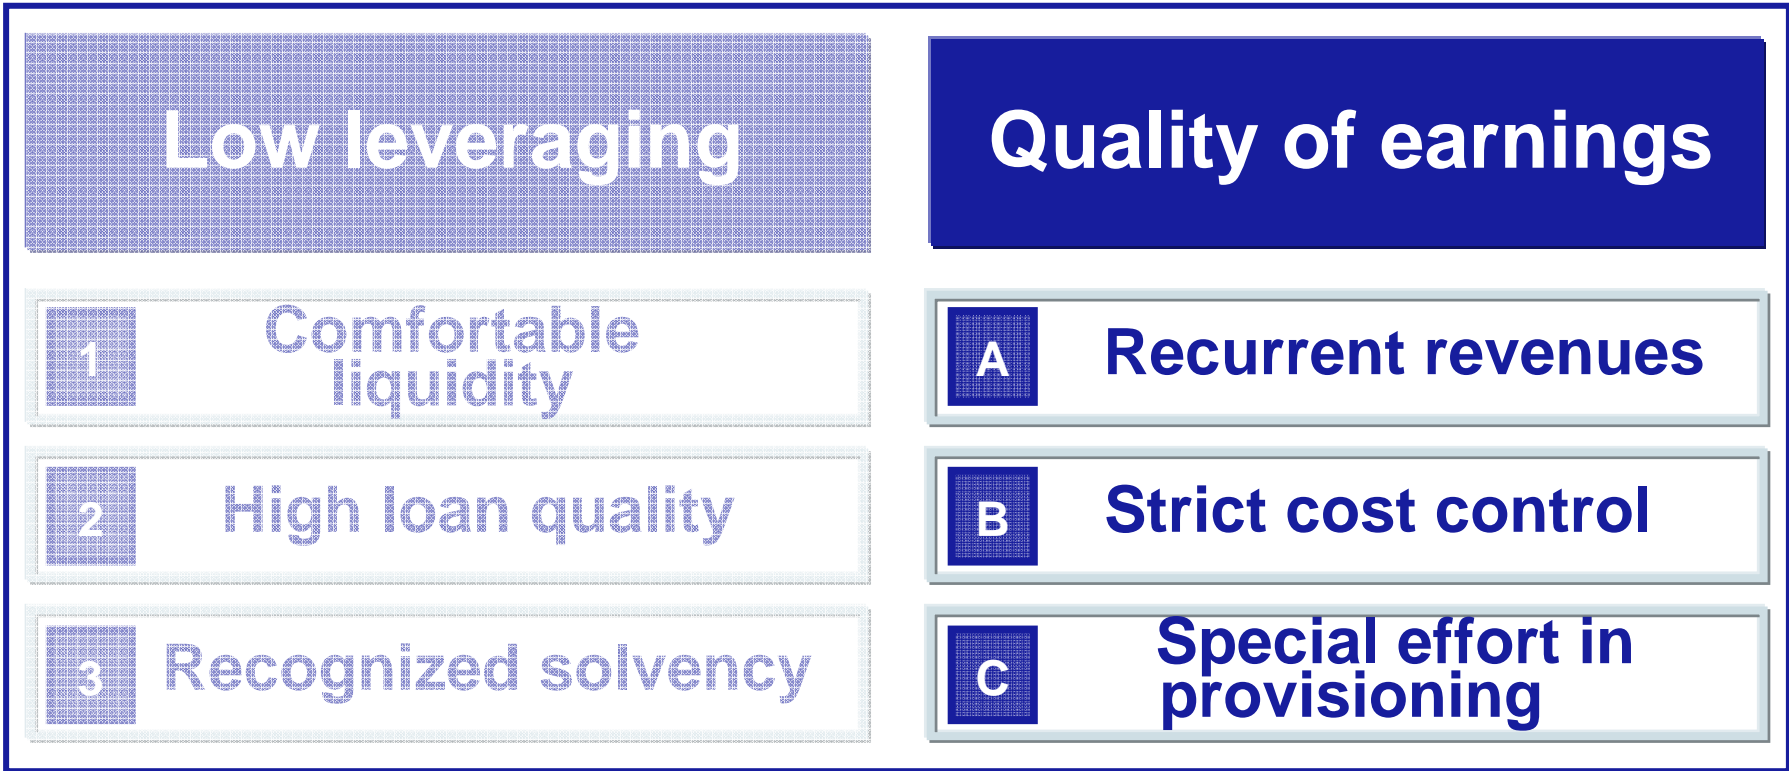 Low leveraging
1
Comfortable
liquidity
2
High loan quality
3
Recognized solvency
Quality of earnings
A
Recurrent revenues
B
Strict cost control
C
Special effort in
provisioning